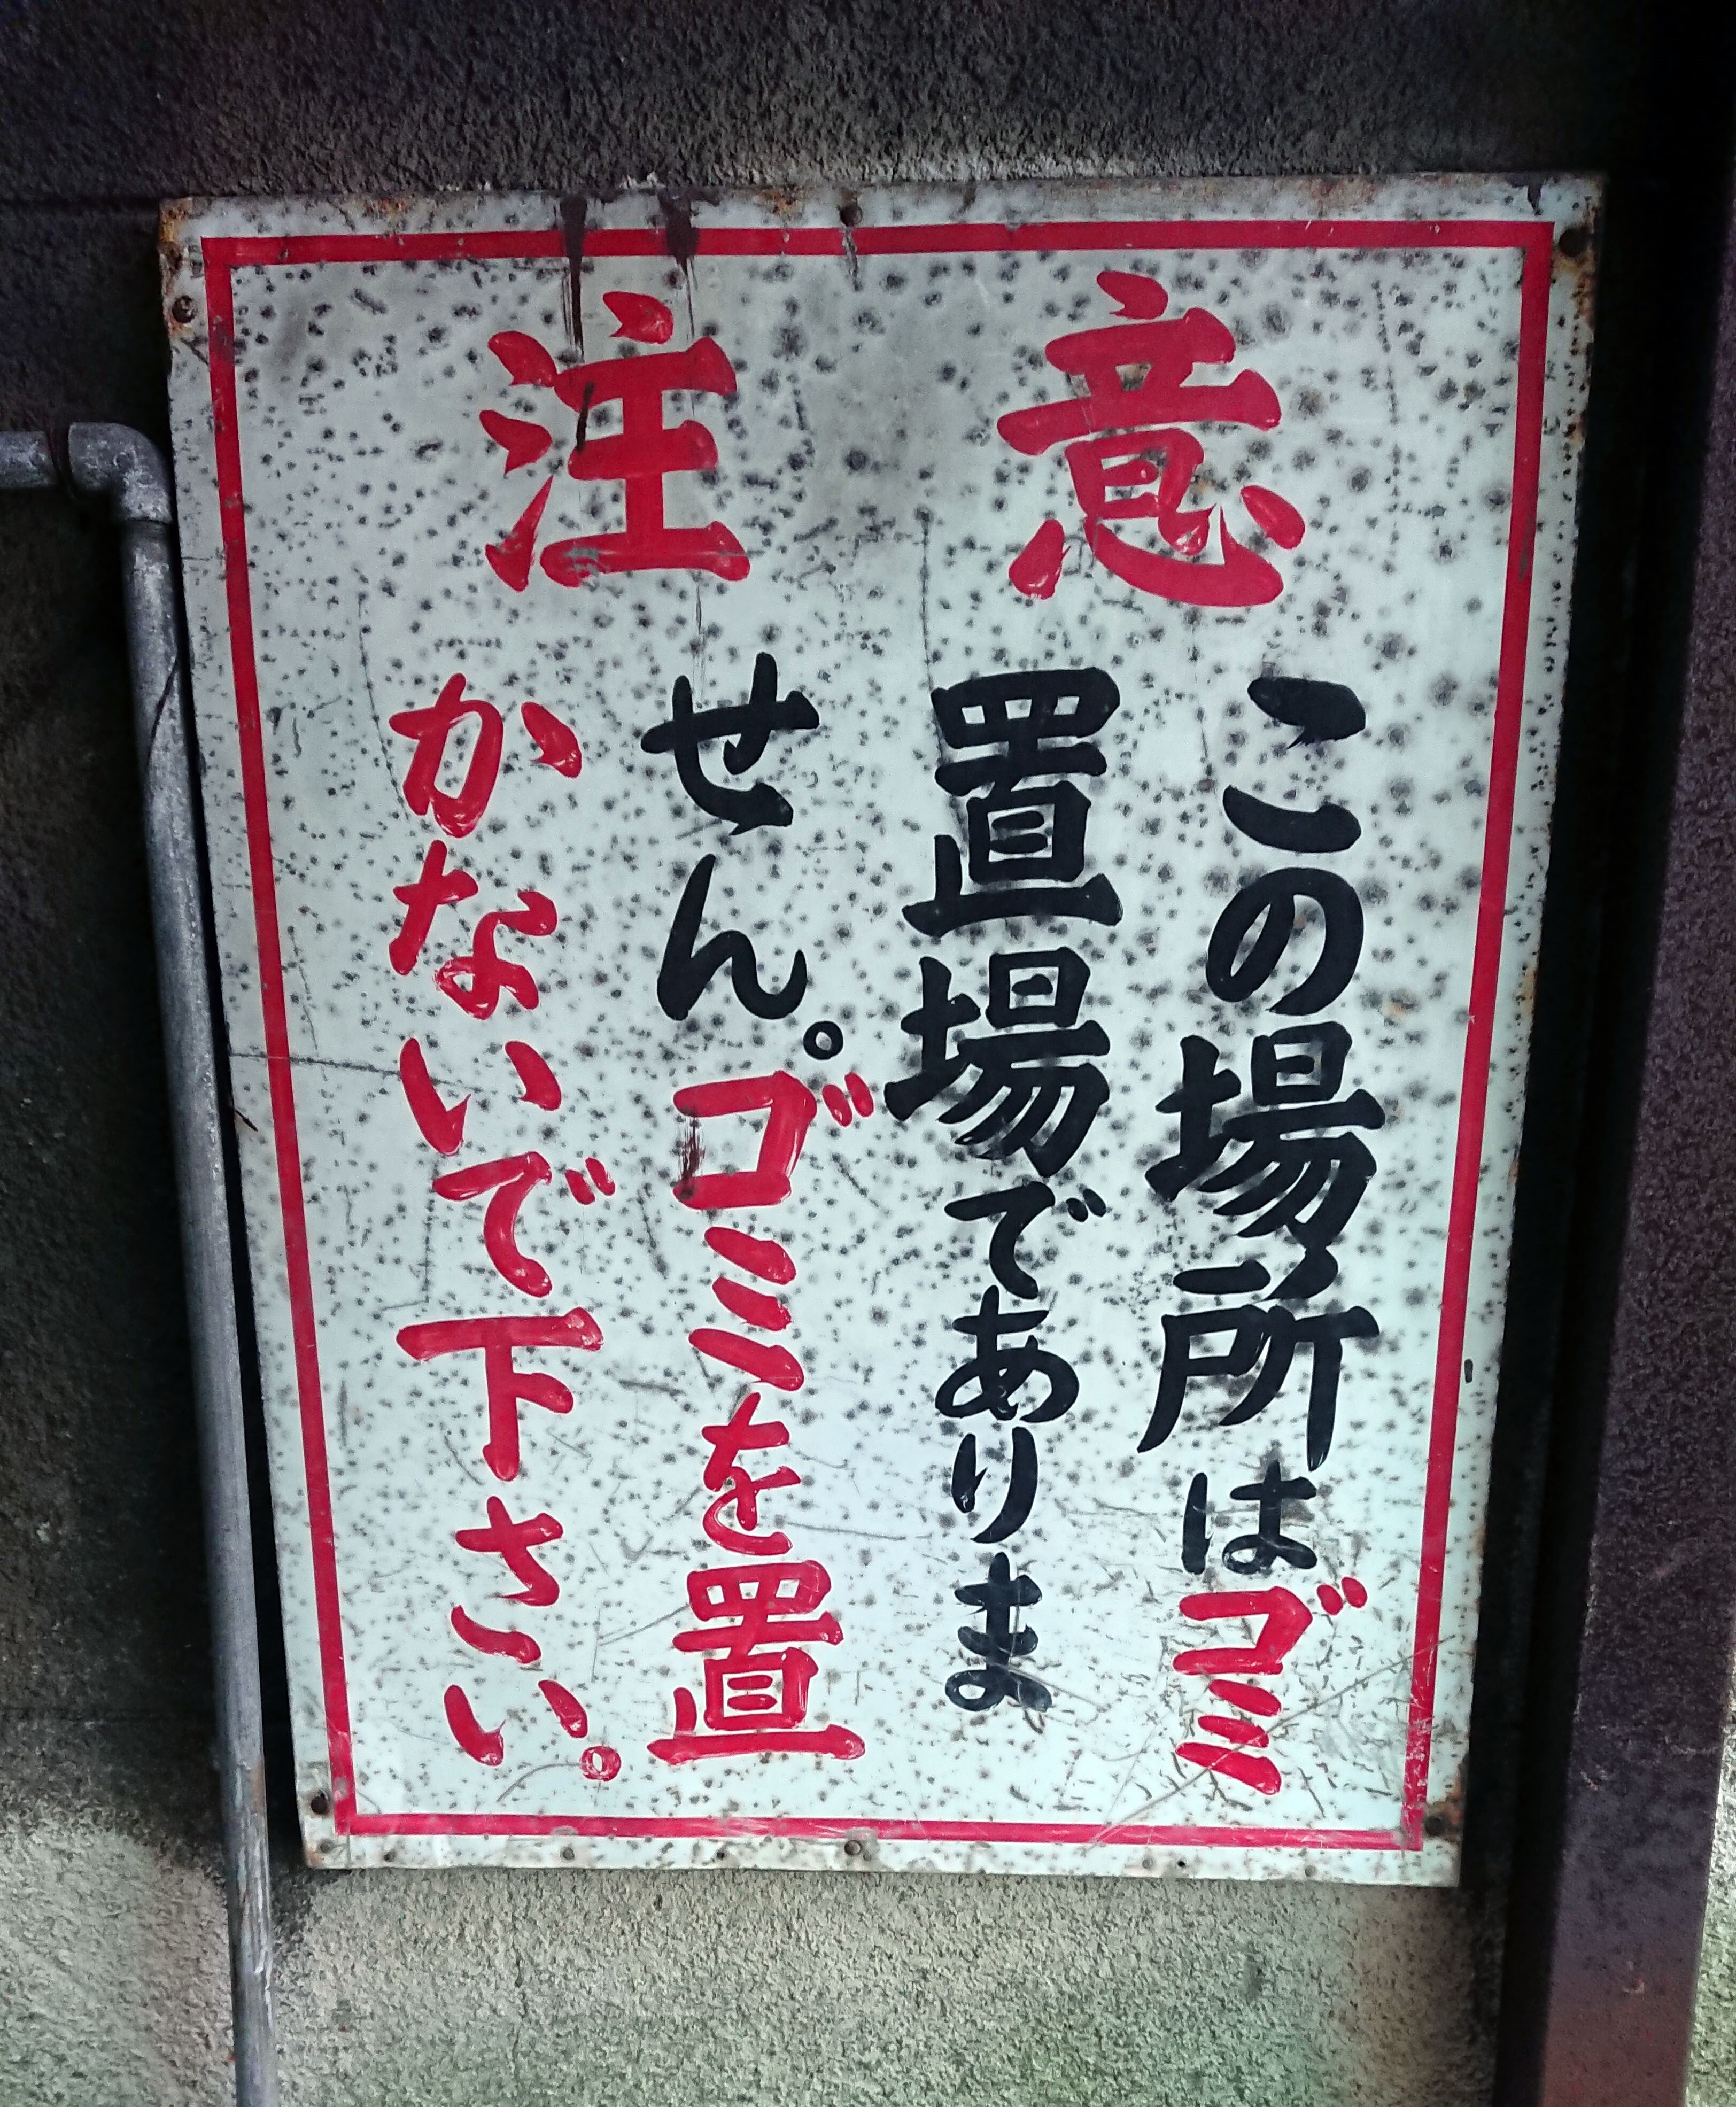 注意
この場所はゴミ
置場でありま
せん。ゴミを置
かないで下さい。